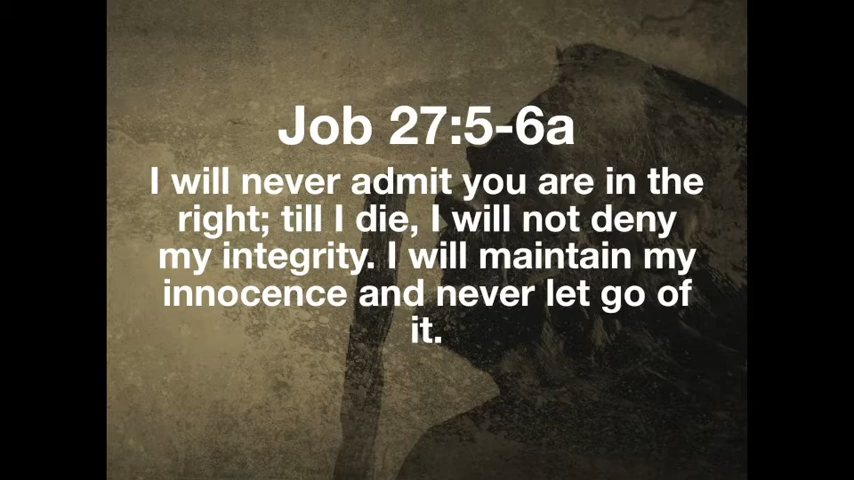 Job 27:5-6a
I will never admit you are in the
right; till I die, I will not deny
my integrity. I will maintain my
innocence and never let go of
it.